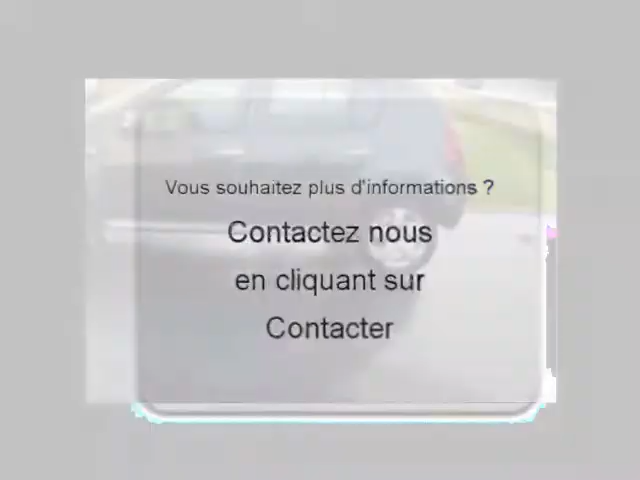 Vous souhaitez plus d'informations ?
Contactez nous
en cliquant sur
Contacter